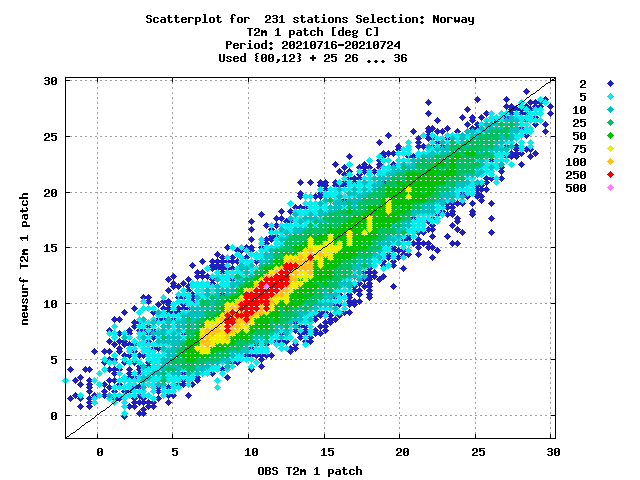 Scatterplot for  231 stations Selection: Norway
T2m 1 patch [deg C]
Period: 20210716-20210724
Used {00,12} + 25 26 ... 36
30
25
20
15
10
5
0
newsurf T2m 1 patch
0 5 10 15 20 25 30
OBS T2m 1 patch
2
5
10
25
50
75
100
250
500